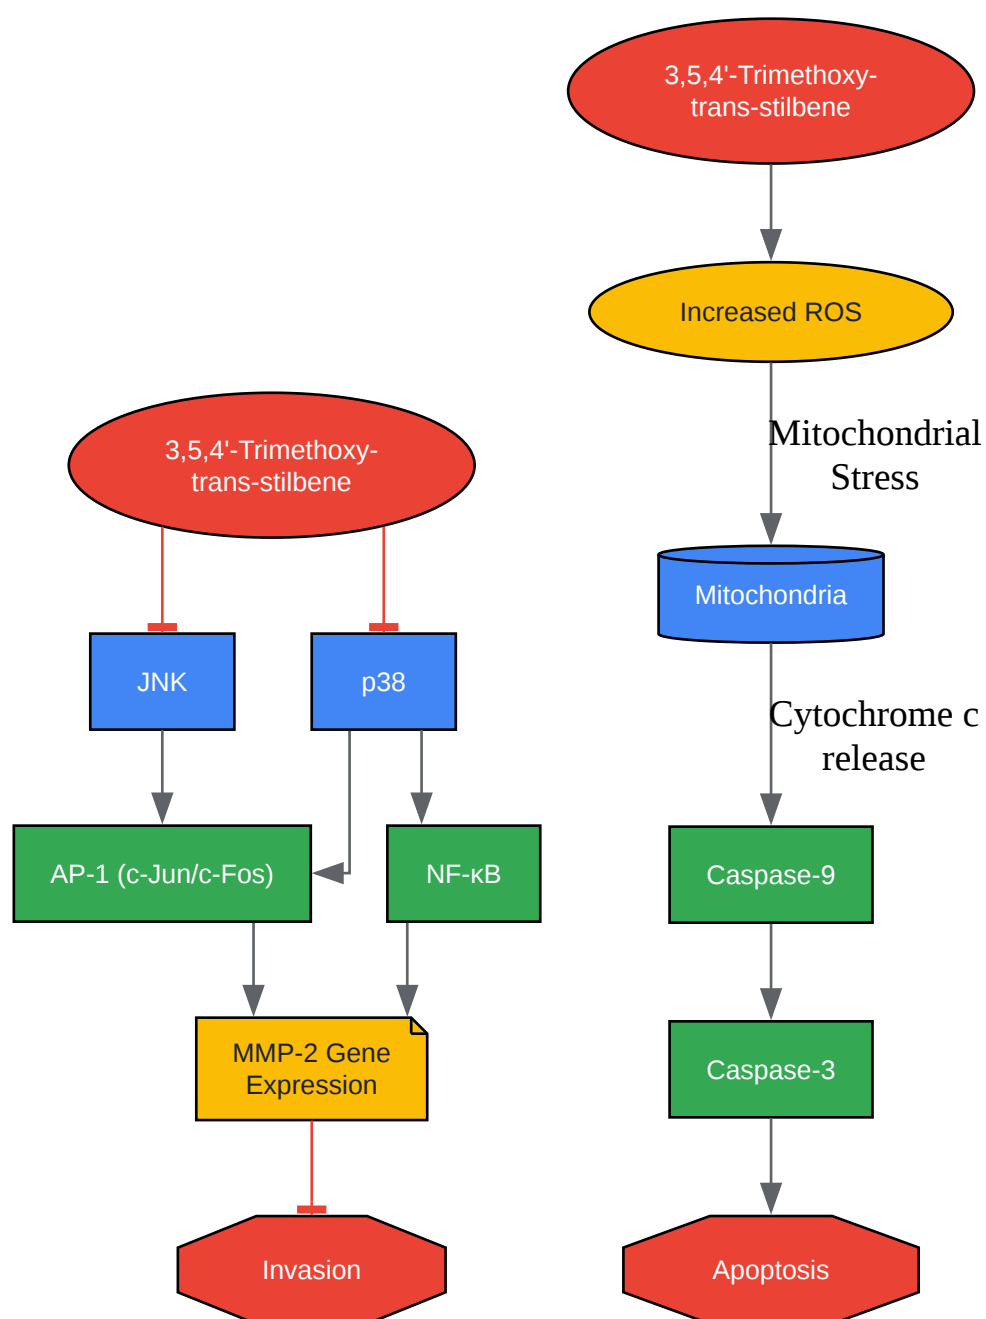 3,5,4'-Trimethoxy-
trans-stilbene
Increased ROS
Mitochondrial
Stress
3,5,4'-Trimethoxy-
trans-stilbene
Mitochondria
JNK
p38
Cytochrome c
release
AP-1 (c-Jun/c-Fos)
NF-κB
Caspase-9
MMP-2 Gene
Expression
Caspase-3
Invasion
Apoptosis